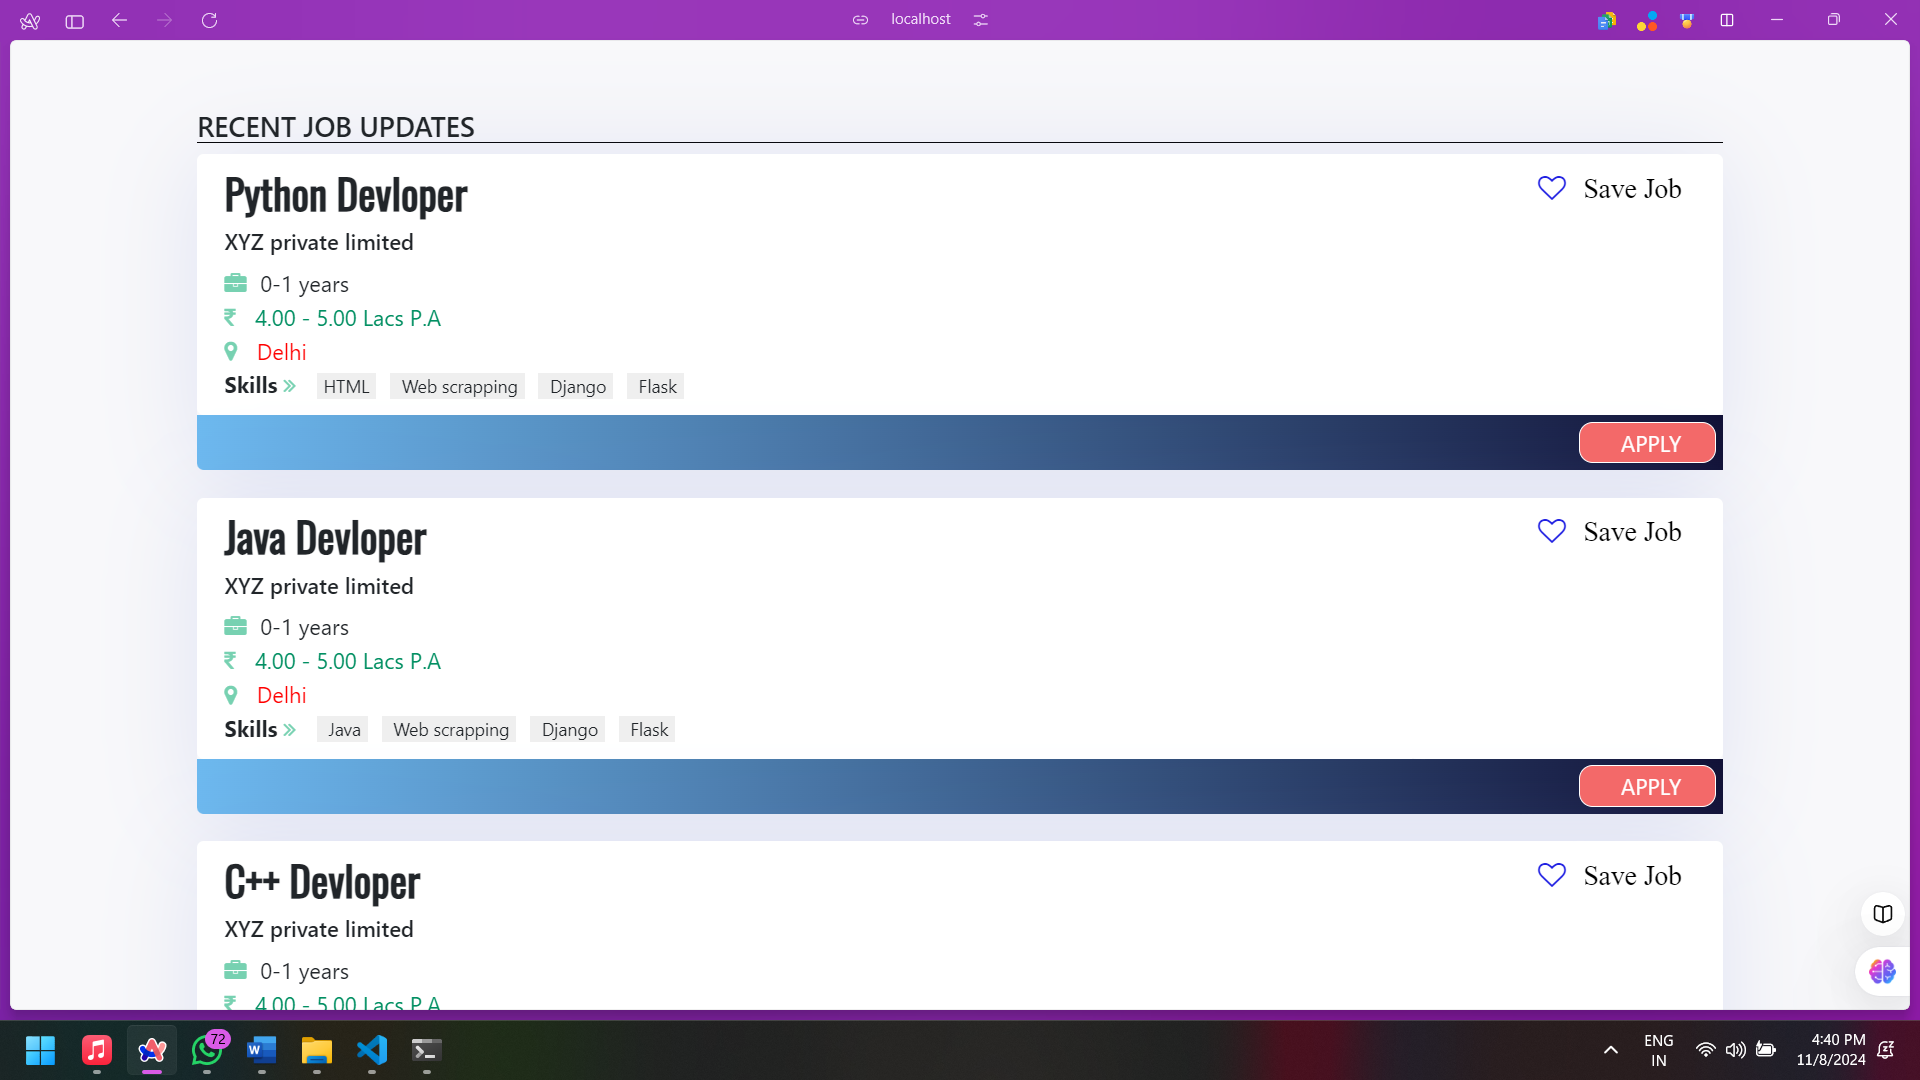 localhost
RECENT JOB UPDATES
Python Devloper
Save Job
XYZ private limited
0-1 years
₹ 4.00 - 5.00 Lacs P.A
Delhi
Skills » HTML Web scrapping Django Flask
APPLY
Java Devloper
Save Job
XYZ private limited
0-1 years
₹ 4.00 - 5.00 Lacs P.A
Delhi
Skills » Java Web scrapping Django Flask
APPLY
C++ Devloper
Save Job
XYZ private limited
0-1 years
₹ 4.00 - 5.00 Lacs P.A
72
W
ENG
IN
4:40 PM
11/8/2024